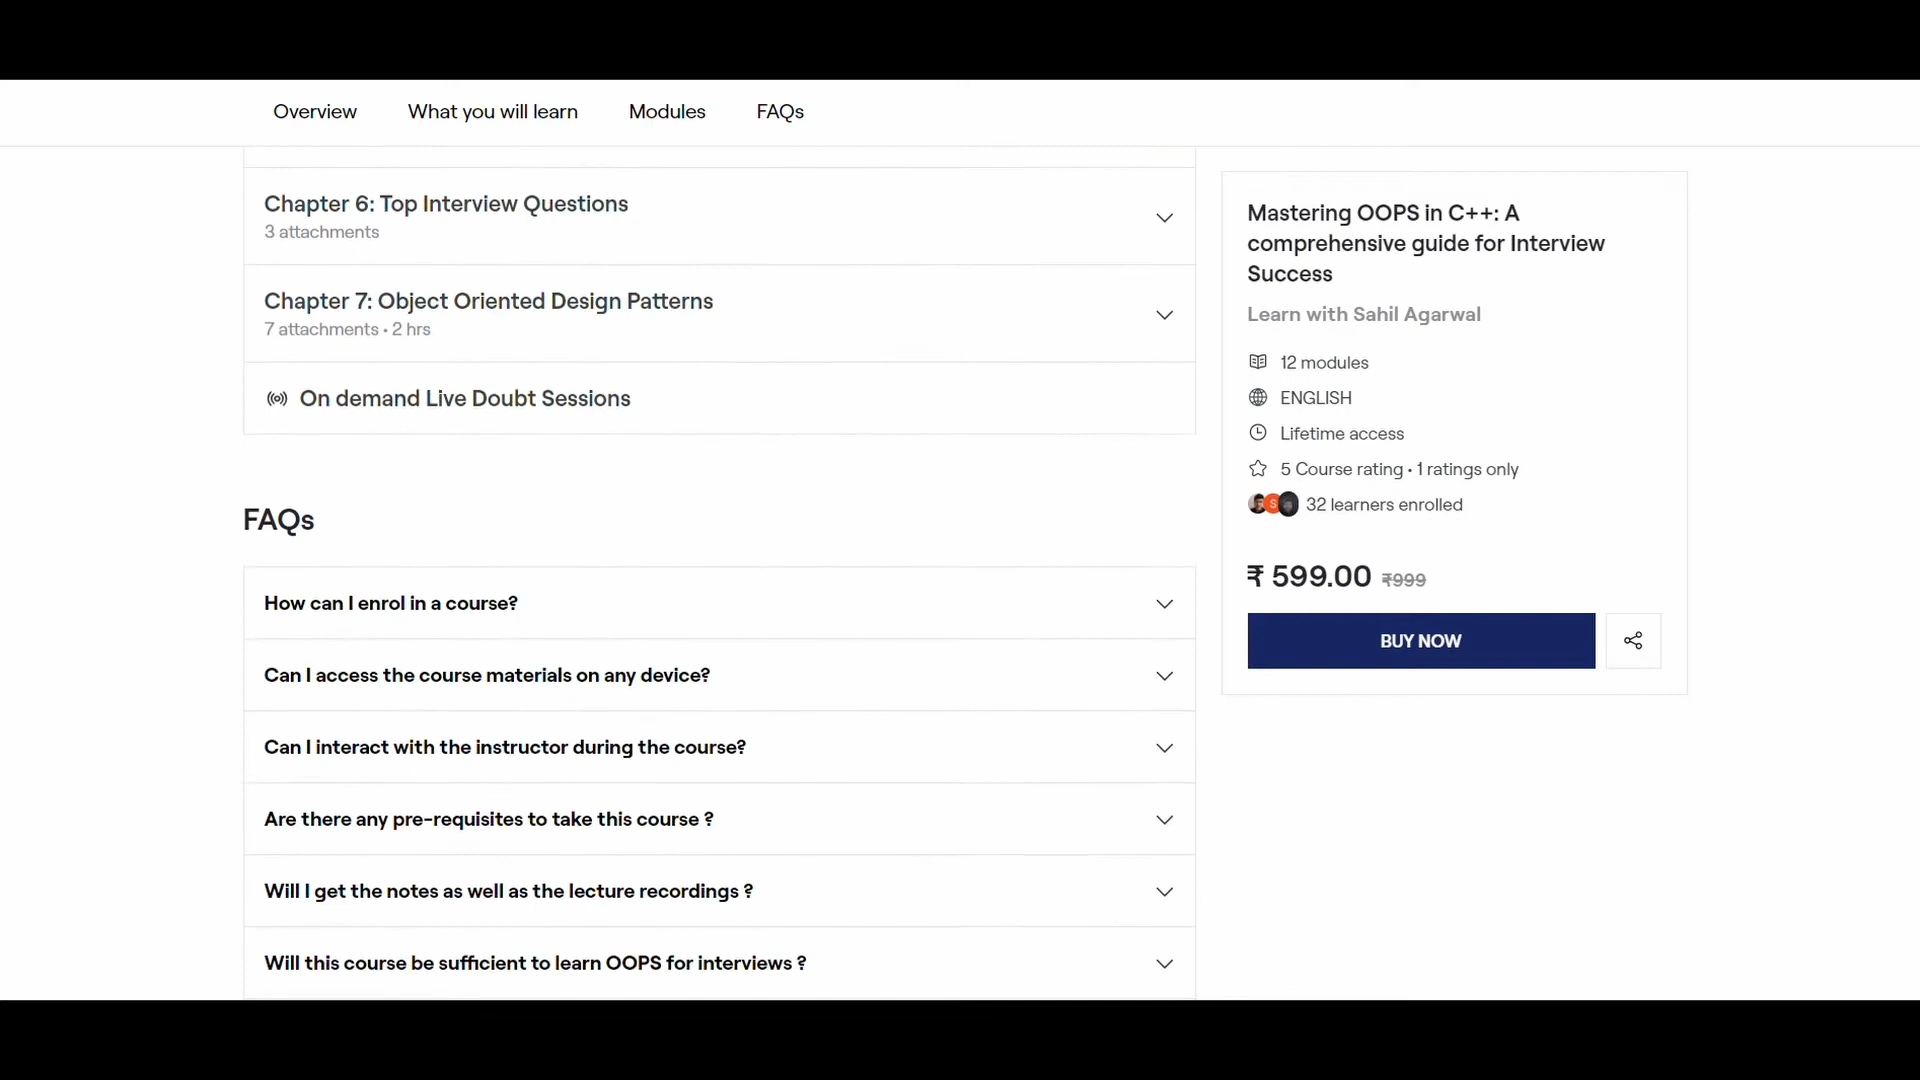 Overview What you will learn Modules FAQs
Chapter 6: Top Interview Questions
3 attachments
Chapter 7: Object Oriented Design Patterns
7 attachments • 2 hrs
On demand Live Doubt Sessions
FAQs
How can I enrol in a course?
Can I access the course materials on any device?
Can I interact with the instructor during the course?
Are there any pre-requisites to take this course ?
Will I get the notes as well as the lecture recordings ?
Will this course be sufficient to learn OOPS for interviews ?
Mastering OOPS in C++: A
comprehensive guide for Interview
Success
Learn with Sahil Agarwal
12 modules
ENGLISH
Lifetime access
5 Course rating • 1 ratings only
S
32 learners enrolled
₹ 599.00 ₹999
BUY NOW